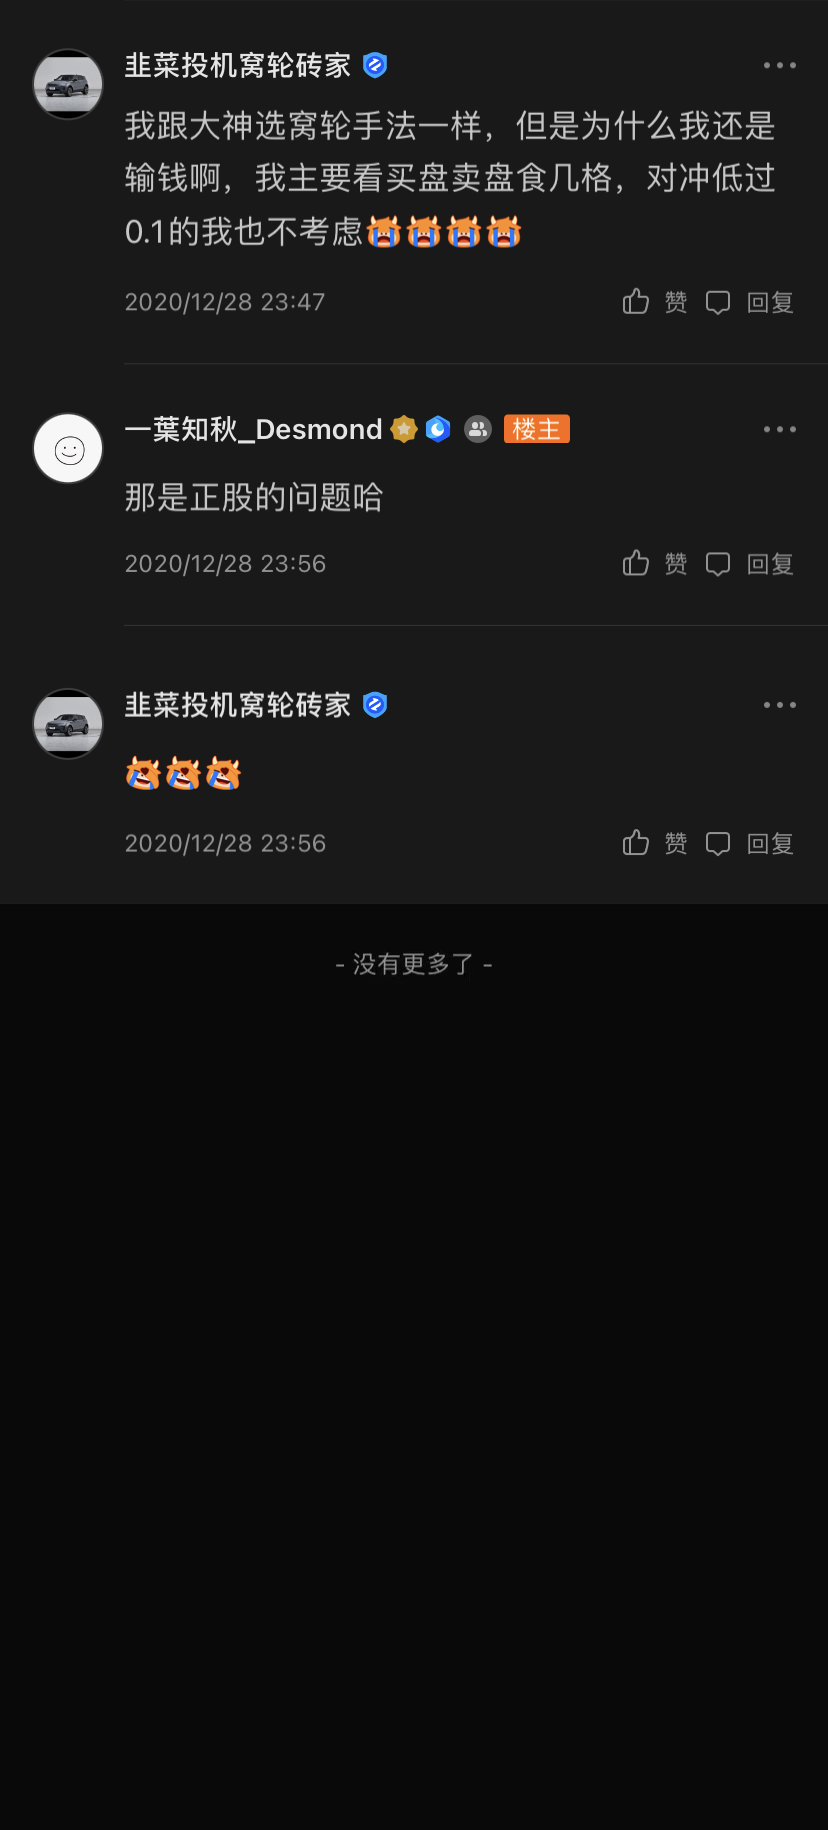 韭菜投机窝轮砖家
我跟大神选窝轮手法一样，但是为什么我还是
输钱啊，我主要看买盘卖盘食几格，对冲低过
0.1的我也不考虑
2020/12/28 23:47 赞 回复
一葉知秋_Desmond 楼主
那是正股的问题哈
2020/12/28 23:56 赞 回复
韭菜投机窝轮砖家
2020/12/28 23:56 赞 回复
- 没有更多了 -